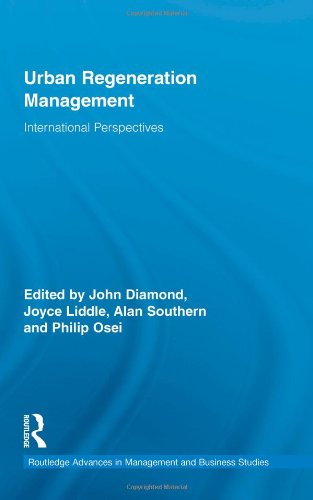 Urban Regeneration
Management
International Perspectives
Edited by John Diamond,
Joyce Liddle, Alan Southern
and Philip Osei
ROUTLEDGE
Routledge Advances in Management and Business Studies